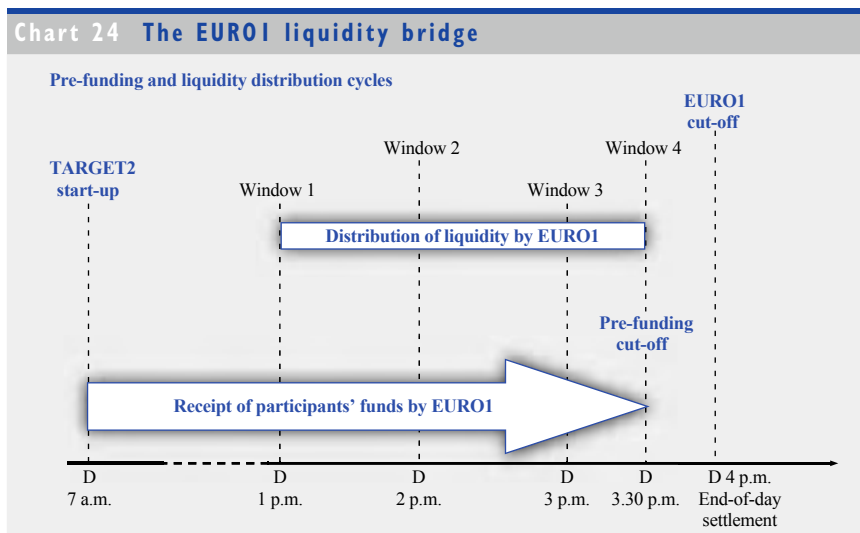 Chart 24 The EURO1 liquidity bridge
Pre-funding and liquidity distribution cycles
EURO1
cut-off
Window 2
Window 4
TARGET2
start-up
Window 1
Window 3
Distribution of liquidity by EURO1
Pre-funding
cut-off
Receipt of participants’ funds by EURO1
D
7 a.m.
D
1 p.m.
D
2 p.m.
D
3 p.m.
D
3.30 p.m.
D 4 p.m.
End-of-day
settlement